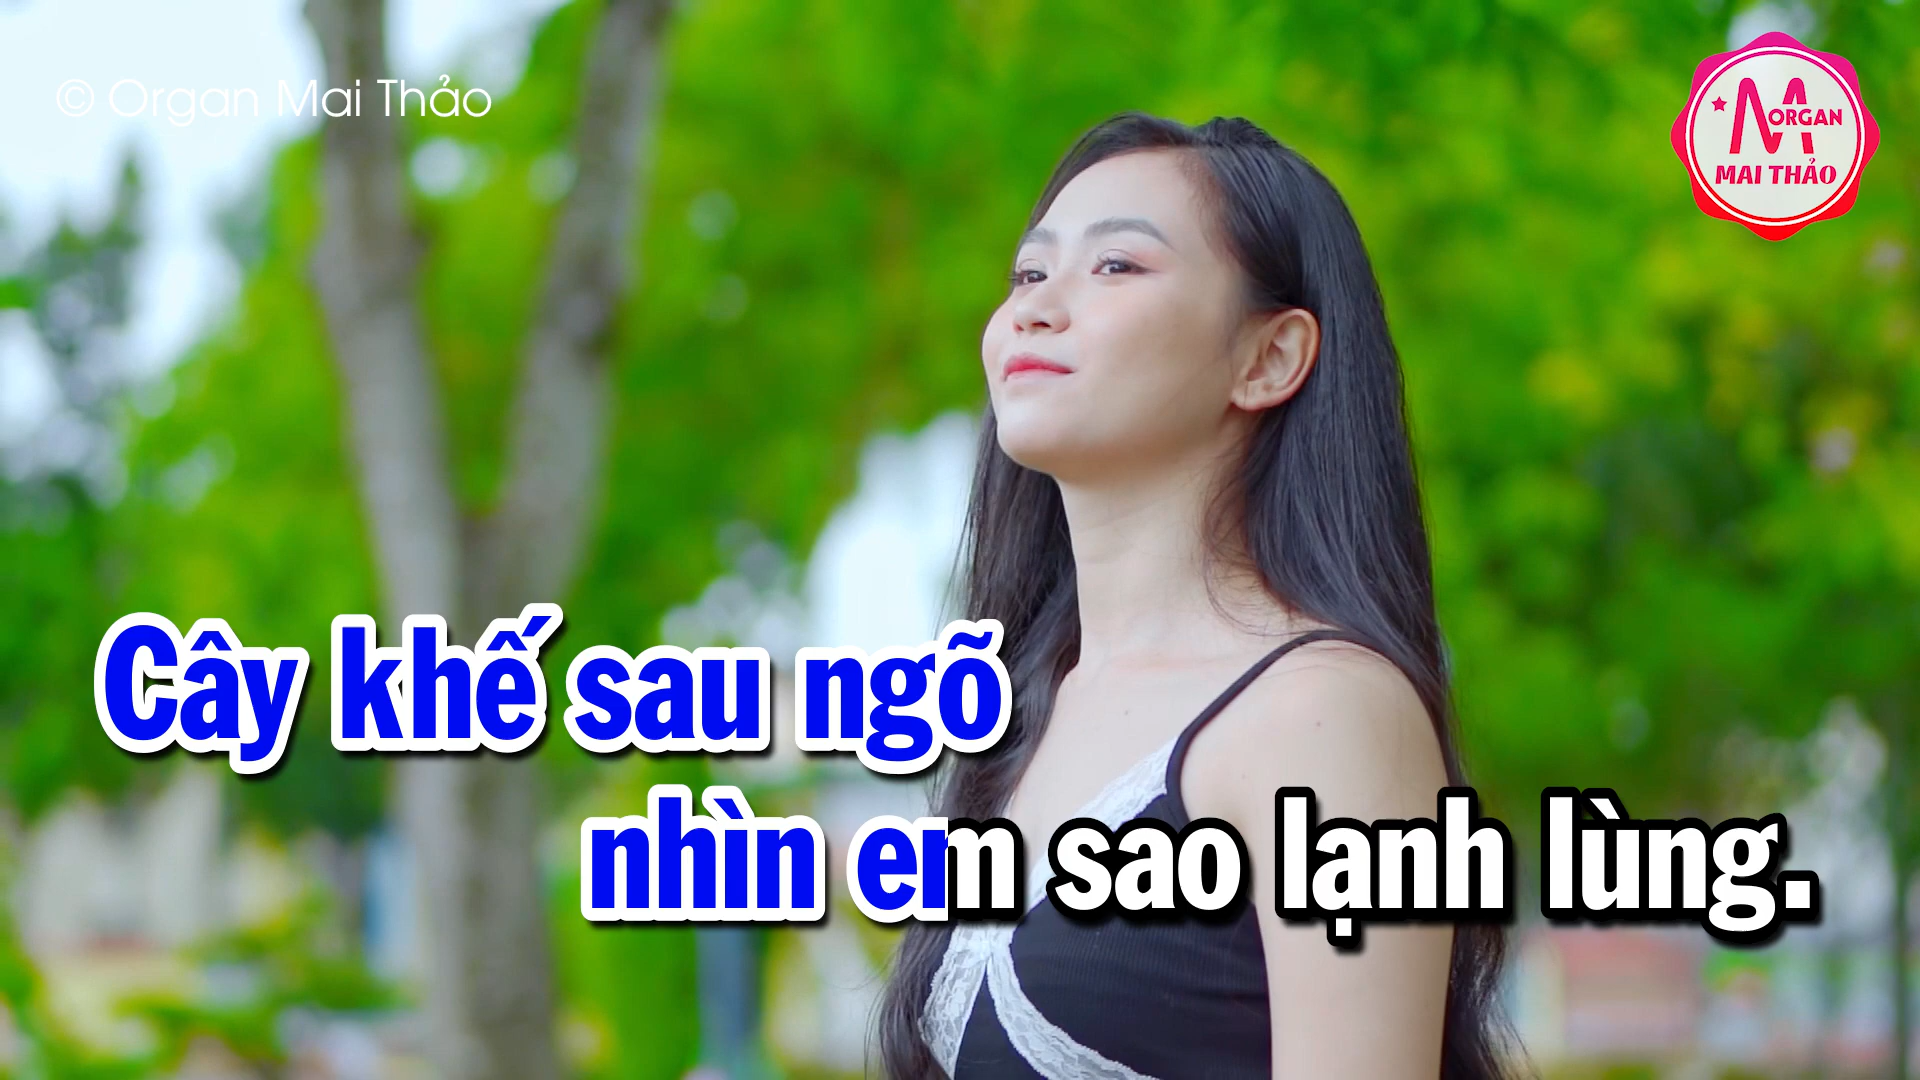 © Organ Mai Thảo
M ORGAN
MAI THẢO
Cây khế sau ngõ
nhìn em sao lạnh lùng.